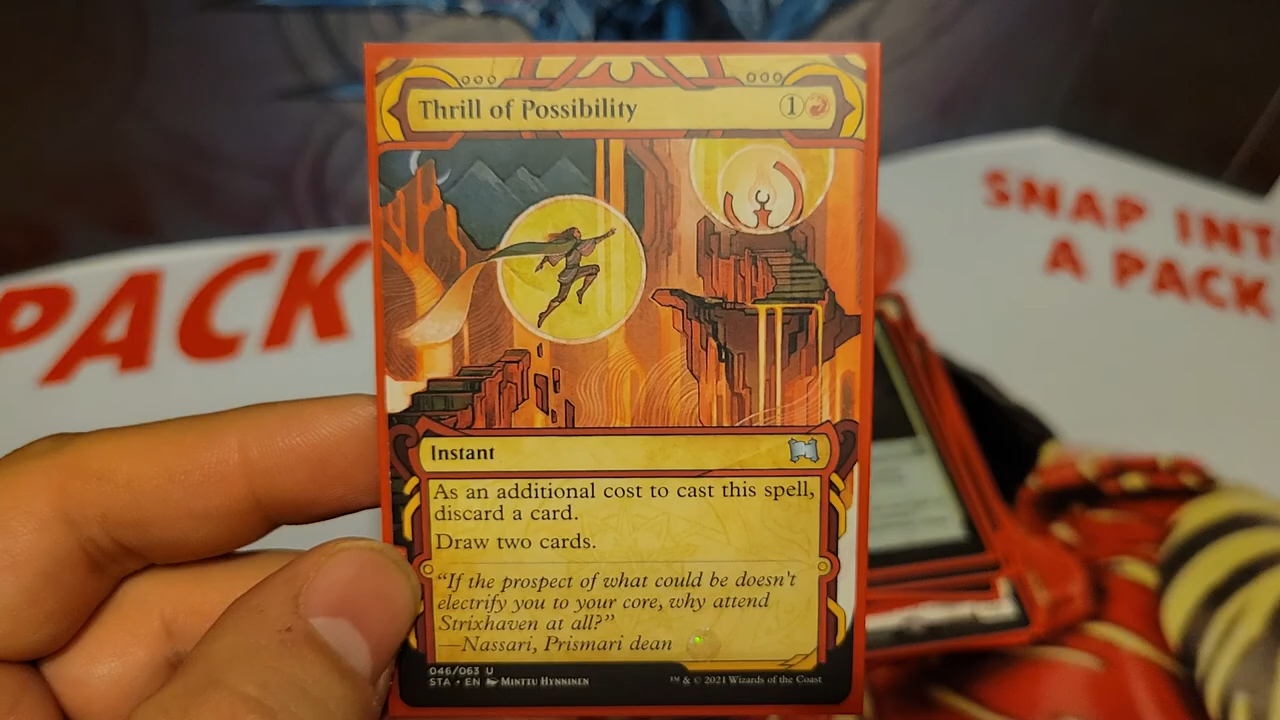 Thrill of Possibility 1
PACK
SNAP INT
A PACK
Instant
As an additional cost to cast this spell,
discard a card.
Draw two cards.
"If the prospect of what could be doesn't
electrify you to your core, why attend
Strixhaven at all?"
—Nassari, Prismari dean
046/063 U
STA • EN Minttu Hynninen
™ & © 2021 Wizards of the Coast